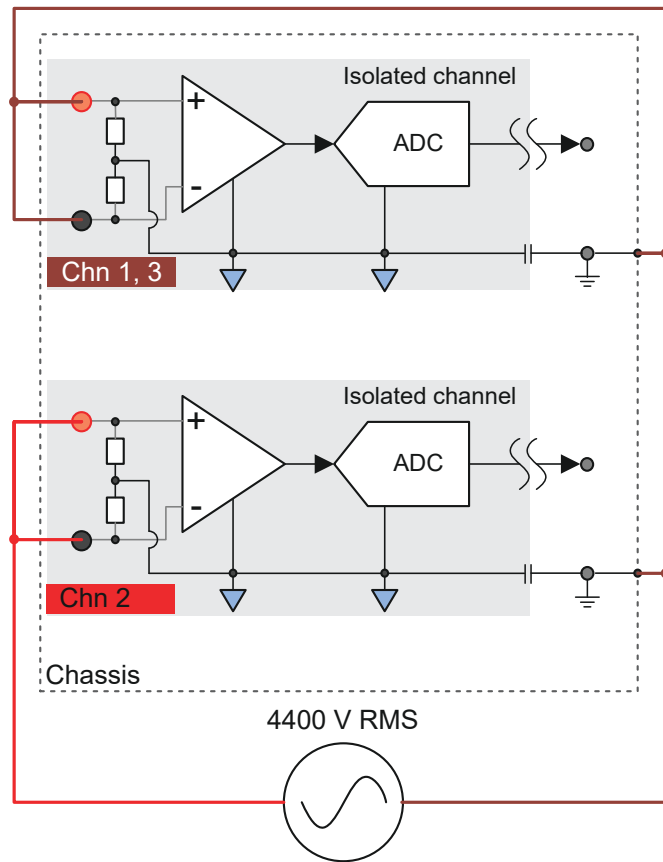 Isolated channel
+
ADC
-
Chn 1, 3
Isolated channel
+
ADC
-
Chn 2
Chassis
4400 V RMS